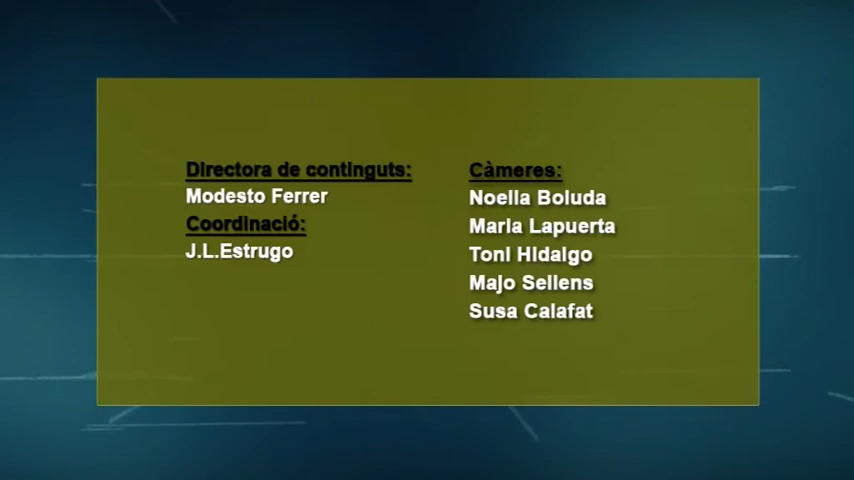 Directora de continguts:
Modesto Ferrer
Coordinació:
J.L.Estrugo
Càmeres:
Noelia Boluda
Maria Lapuerta
Toni Hidalgo
Majo Sellens
Susa Calafat